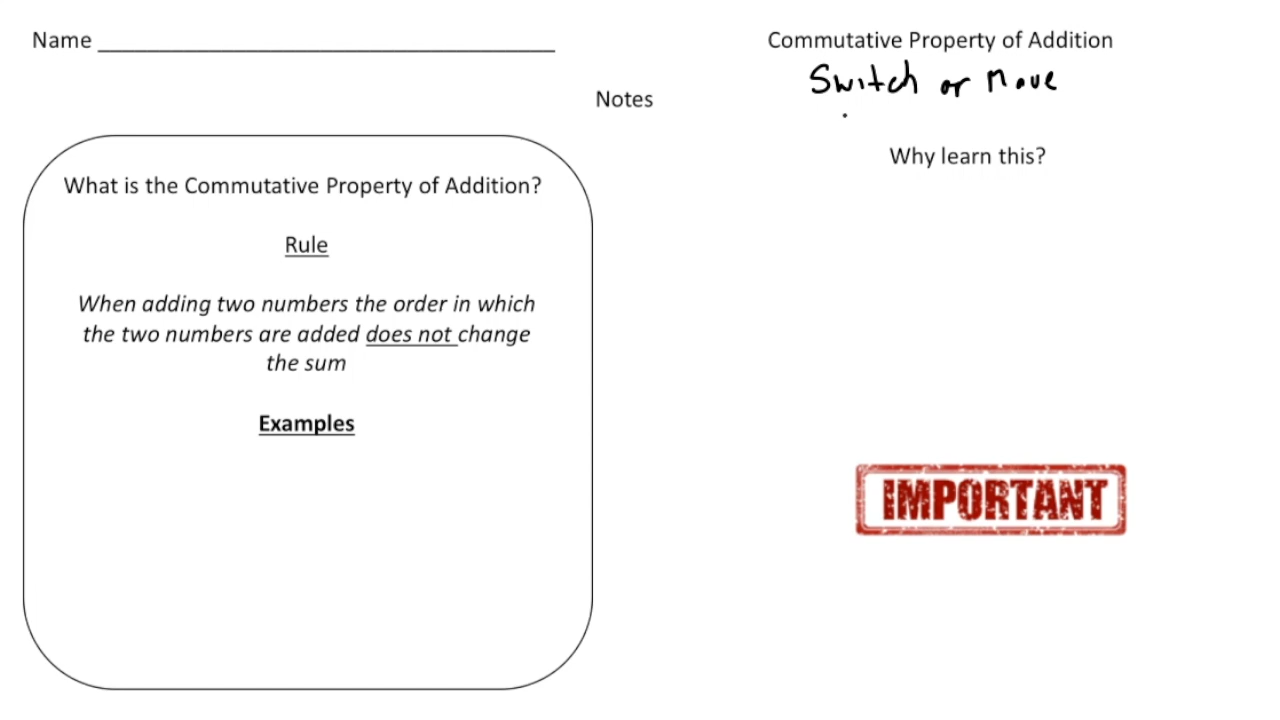 Name
Commutative Property of Addition
Switch or Move
Notes
Why learn this?
What is the Commutative Property of Addition?
Rule
When adding two numbers the order in which
the two numbers are added does not change
the sum
Examples
IMPORTANT